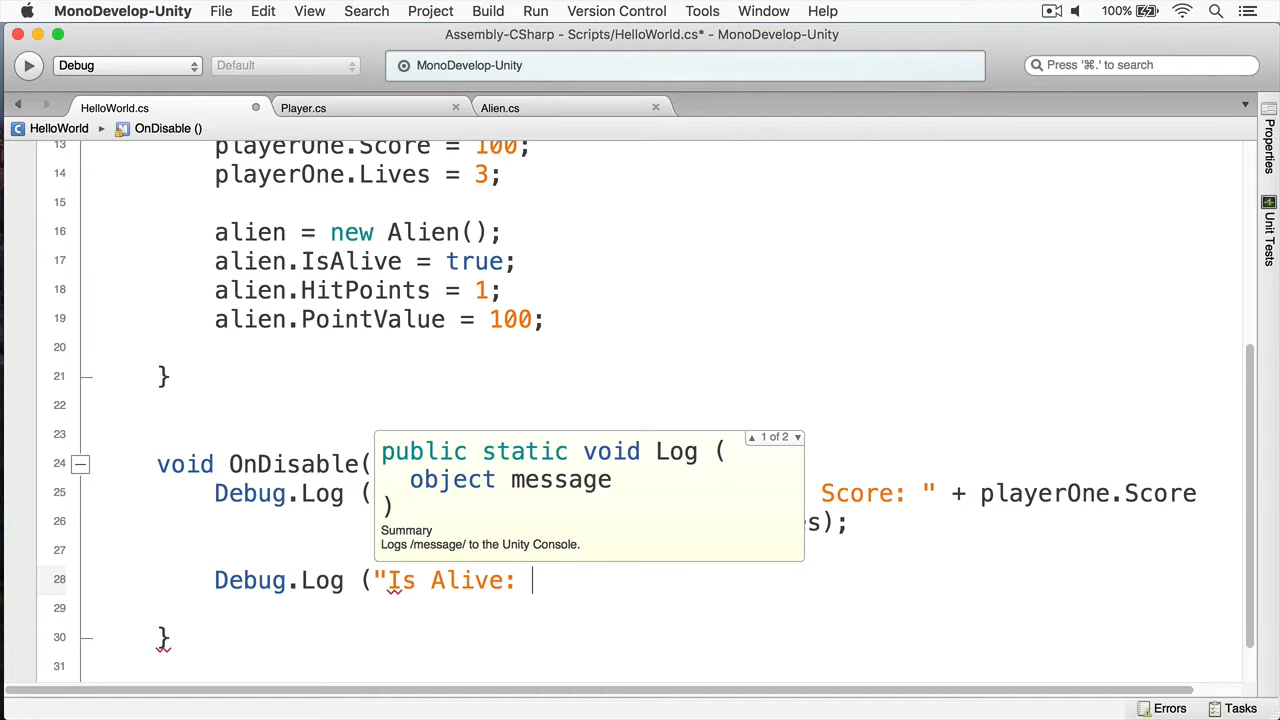 MonoDevelop-Unity File Edit View Search Project Build Run Version Control Tools Window Help 100%
Assembly-CSharp - Scripts/HelloWorld.cs* - MonoDevelop-Unity
Debug Default MonoDevelop-Unity Press '⌘.' to search
HelloWorld.cs Player.cs Alien.cs
HelloWorld OnDisable ()
13 playerOne.Score = 100;
14 playerOne.Lives = 3;
15
16 alien = new Alien();
17 alien.IsAlive = true;
18 alien.HitPoints = 1;
19 alien.PointValue = 100;
20
21 }
22
23
24 void OnDisable(
25 Debug.Log ( Score: " + playerOne.Score
26 s);
27
28 Debug.Log ("Is Alive:
29
30 }
31
1 of 2
public static void Log (
object message
)
Summary
Logs /message/ to the Unity Console.
Properties
Unit Tests
Errors Tasks